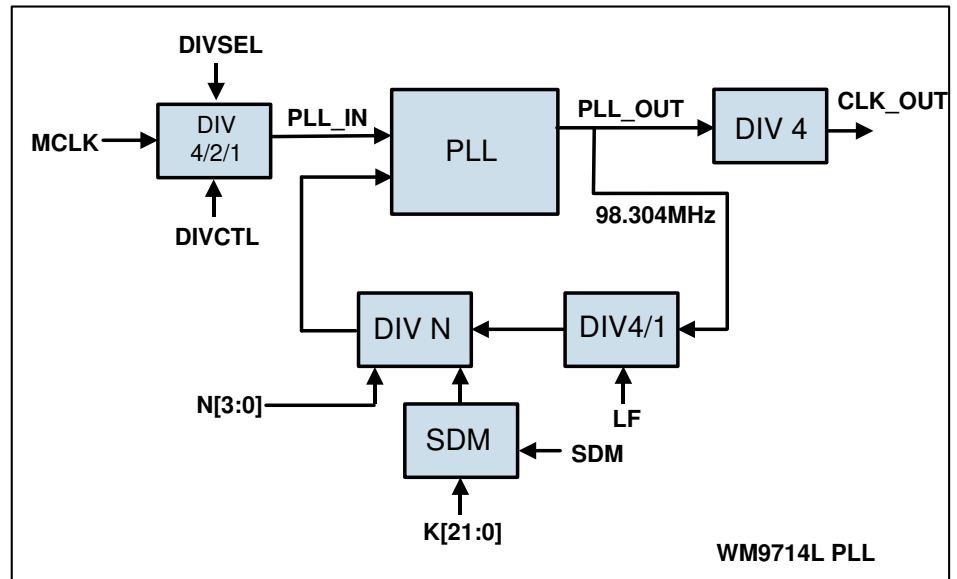 DIVSEL
MCLK
DIV
4/2/1
DIVCTL
PLL_IN
PLL
PLL_OUT
DIV 4
CLK_OUT
98.304MHz
DIV N
DIV4/1
N[3:0]
LF
SDM
SDM
K[21:0]
WM9714L PLL